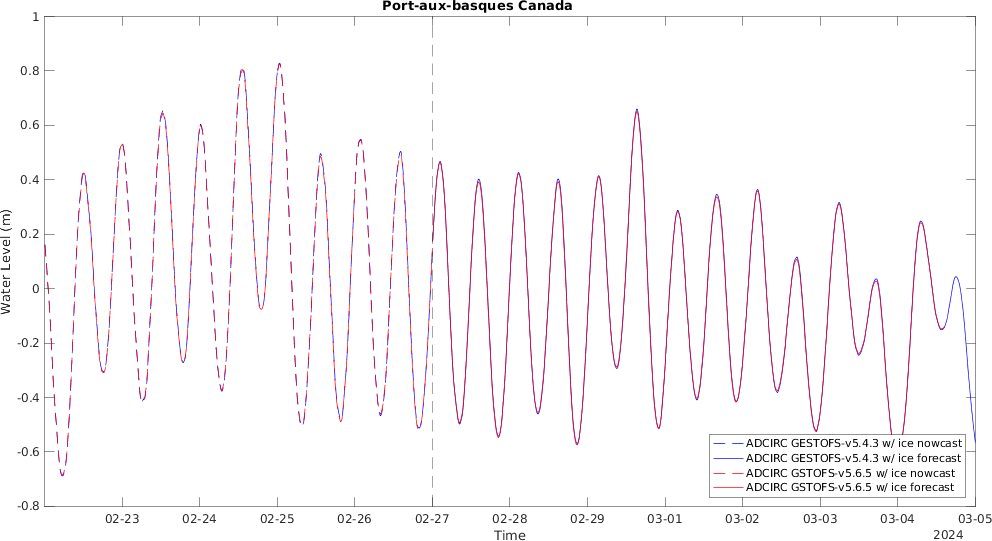 Port-aux-basques Canada
1
0.8
0.6
0.4
0.2
0
-0.2
-0.4
-0.6
-0.8
Water Level (m)
ADCIRC GESTOFS-v5.4.3 w/ ice nowcast
ADCIRC GESTOFS-v5.4.3 w/ ice forecast
ADCIRC GSTOFS-v5.6.5 w/ ice nowcast
ADCIRC GSTOFS-v5.6.5 w/ ice forecast
02-23 02-24 02-25 02-26 02-27 02-28 02-29 03-01 03-02 03-03 03-04 03-05
Time
2024